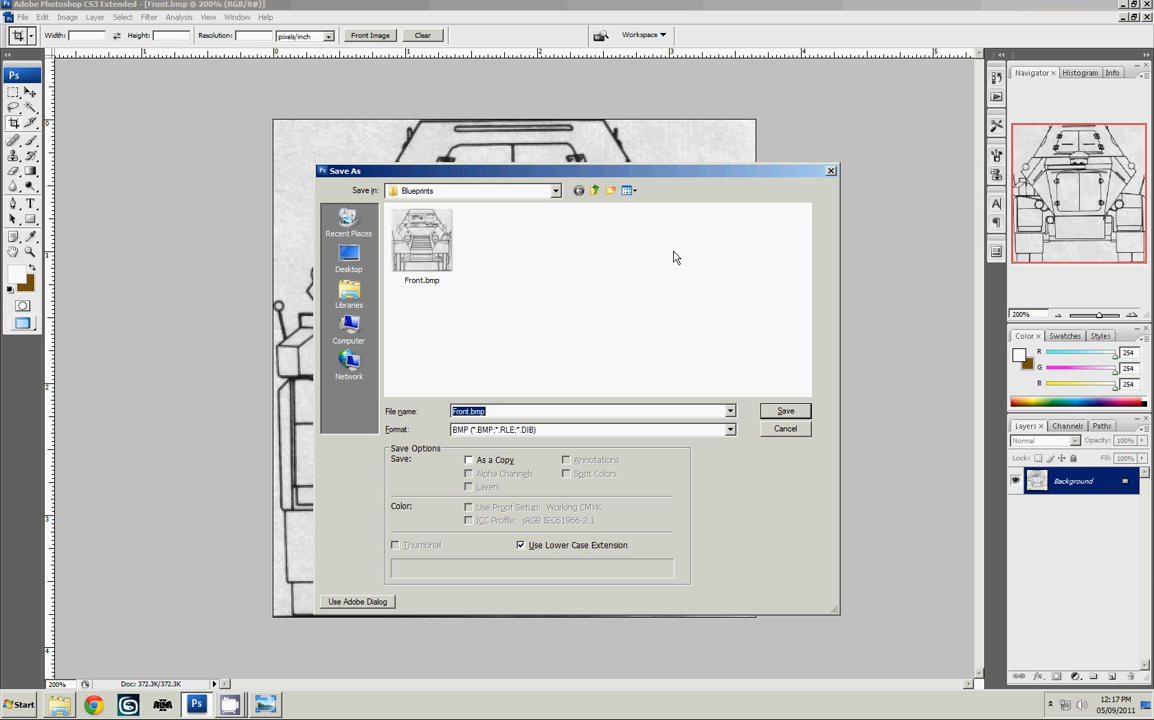 Adobe Photoshop CS3 Extended - [Front.bmp @ 200% (RGB/8#)]
File Edit Image Layer Select Filter Analysis View Window Help
Width: Height: Resolution: pixels/inch Front Image Clear Workspace
Ps
Navigator Histogram Info
200%
Color Swatches Styles
R 254
G 254
B 254
Layers Channels Paths
Normal Opacity: 100%
Lock: Fill: 100%
Background
Save As
Save in: Blueprints
Recent Places
Desktop
Libraries
Computer
Network
Front.bmp
File name: Front.bmp Save
Format: BMP (*.BMP;*.RLE;*.DIB) Cancel
Save Options
Save: As a Copy Annotations
Alpha Channels Spot Colors
Layers
Color: Use Proof Setup: Working CMYK
ICC Profile: sRGB IEC61966-2.1
Thumbnail Use Lower Case Extension
Use Adobe Dialog
200% Doc: 372.3K/372.3K
Start
12:17 PM
05/09/2011